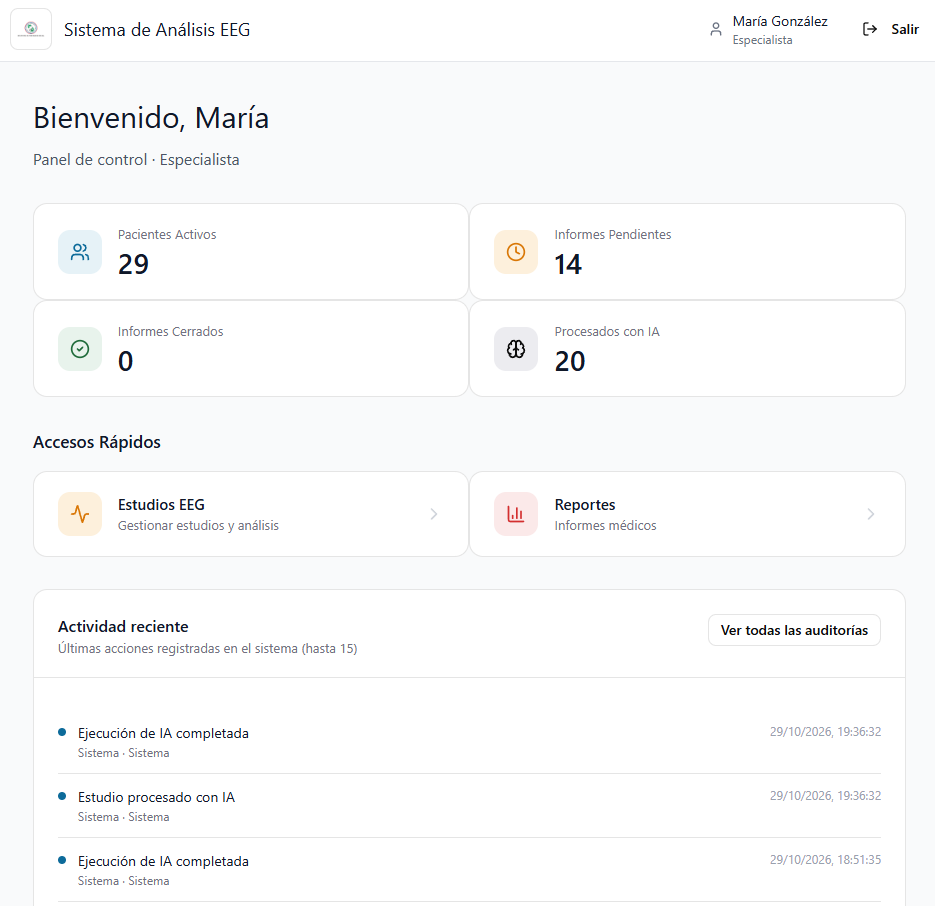 Sistema de Análisis EEG
María González
Especialista
Salir
Bienvenido, María
Panel de control · Especialista
Pacientes Activos
29
Informes Pendientes
14
Informes Cerrados
0
Procesados con IA
20
Accesos Rápidos
Estudios EEG
Gestionar estudios y análisis
Reportes
Informes médicos
Actividad reciente
Últimas acciones registradas en el sistema (hasta 15)
Ver todas las auditorías
Ejecución de IA completada
29/10/2026, 19:36:32
Sistema · Sistema
Estudio procesado con IA
29/10/2026, 19:36:32
Sistema · Sistema
Ejecución de IA completada
29/10/2026, 18:51:35
Sistema · Sistema